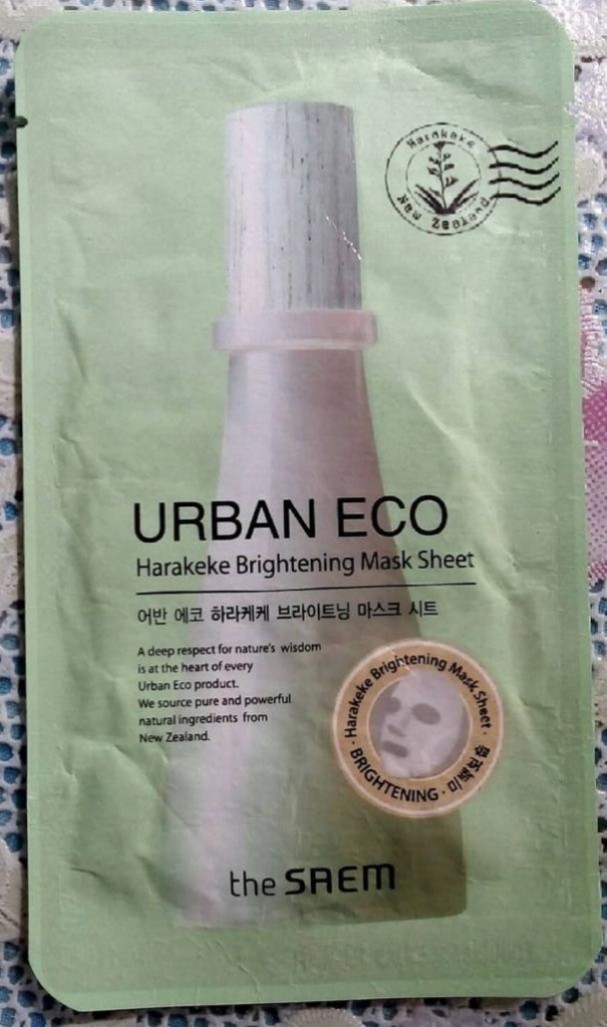 Harakeke
New Zealand
URBAN ECO
Harakeke Brightening Mask Sheet
어반 에코 하라케케 브라이트닝 마스크 시트
A deep respect for nature's wisdom
is at the heart of every
Urban Eco product.
We source pure and powerful
natural ingredients from
New Zealand.
· Harakeke Brightening Mask Sheet ·
BRIGHTENING · 미백보습
the SAEM